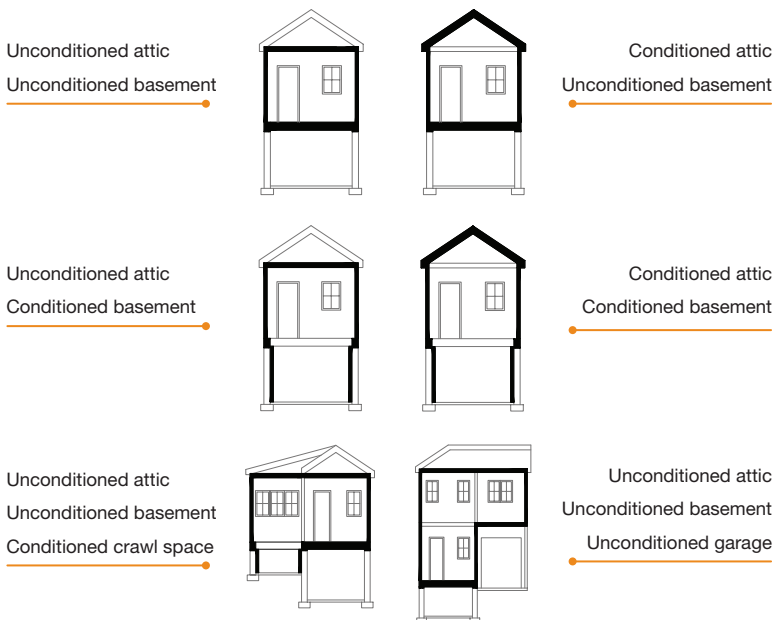 Unconditioned attic
Unconditioned basement
Conditioned attic
Unconditioned basement
Unconditioned attic
Conditioned basement
Conditioned attic
Conditioned basement
Unconditioned attic
Unconditioned basement
Conditioned crawl space
Unconditioned attic
Unconditioned basement
Unconditioned garage